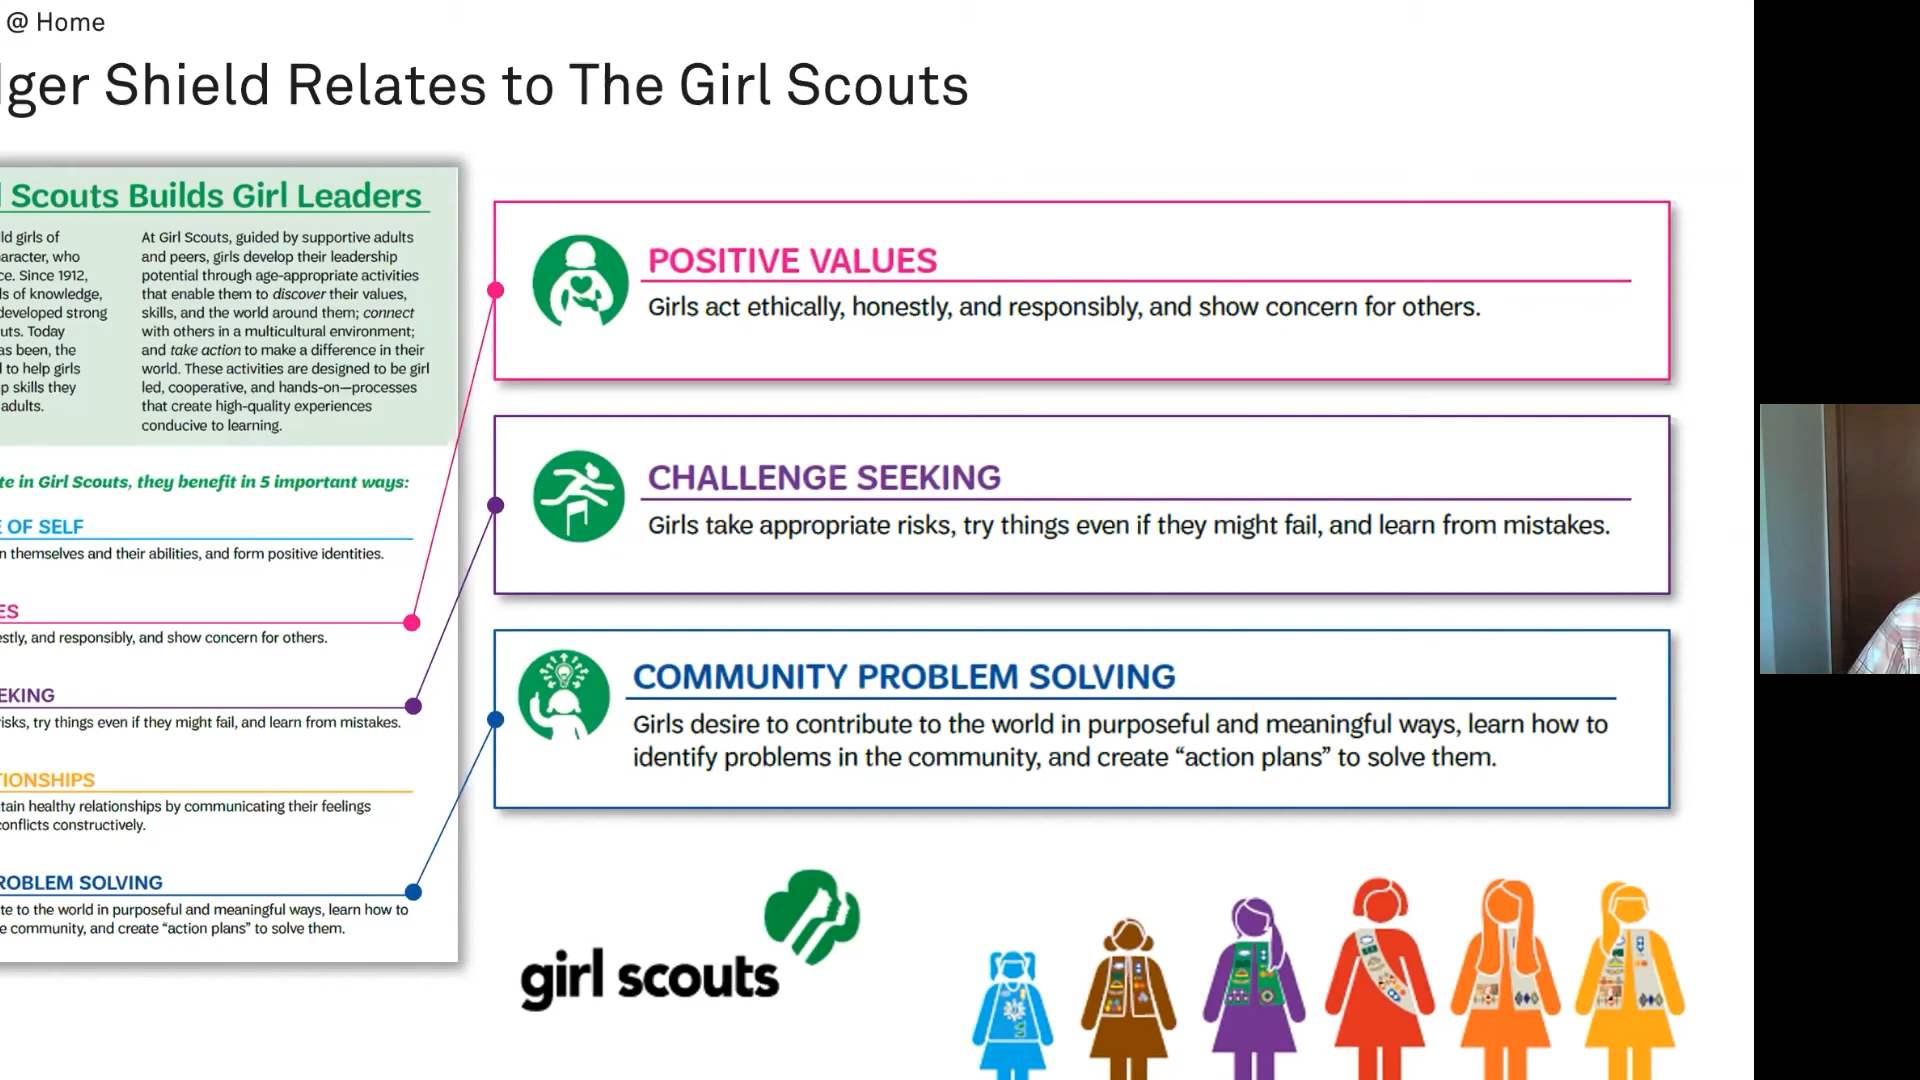 @ Home
ger Shield Relates to The Girl Scouts
Scouts Builds Girl Leaders
ld girls of
aracter, who
ce. Since 1912,
ls of knowledge,
developed strong
uts. Today
as been, the
to help girls
p skills they
adults.
At Girl Scouts, guided by supportive adults
and peers, girls develop their leadership
potential through age-appropriate activities
that enable them to discover their values,
skills, and the world around them; connect
with others in a multicultural environment;
and take action to make a difference in their
world. These activities are designed to be girl
led, cooperative, and hands-on—processes
that create high-quality experiences
conducive to learning.
te in Girl Scouts, they benefit in 5 important ways:
E OF SELF
n themselves and their abilities, and form positive identities.
ES
estly, and responsibly, and show concern for others.
EKING
risks, try things even if they might fail, and learn from mistakes.
TIONSHIPS
tain healthy relationships by communicating their feelings
conflicts constructively.
ROBLEM SOLVING
te to the world in purposeful and meaningful ways, learn how to
e community, and create “action plans” to solve them.
POSITIVE VALUES
Girls act ethically, honestly, and responsibly, and show concern for others.
CHALLENGE SEEKING
Girls take appropriate risks, try things even if they might fail, and learn from mistakes.
COMMUNITY PROBLEM SOLVING
Girls desire to contribute to the world in purposeful and meaningful ways, learn how to
identify problems in the community, and create “action plans” to solve them.
girl scouts